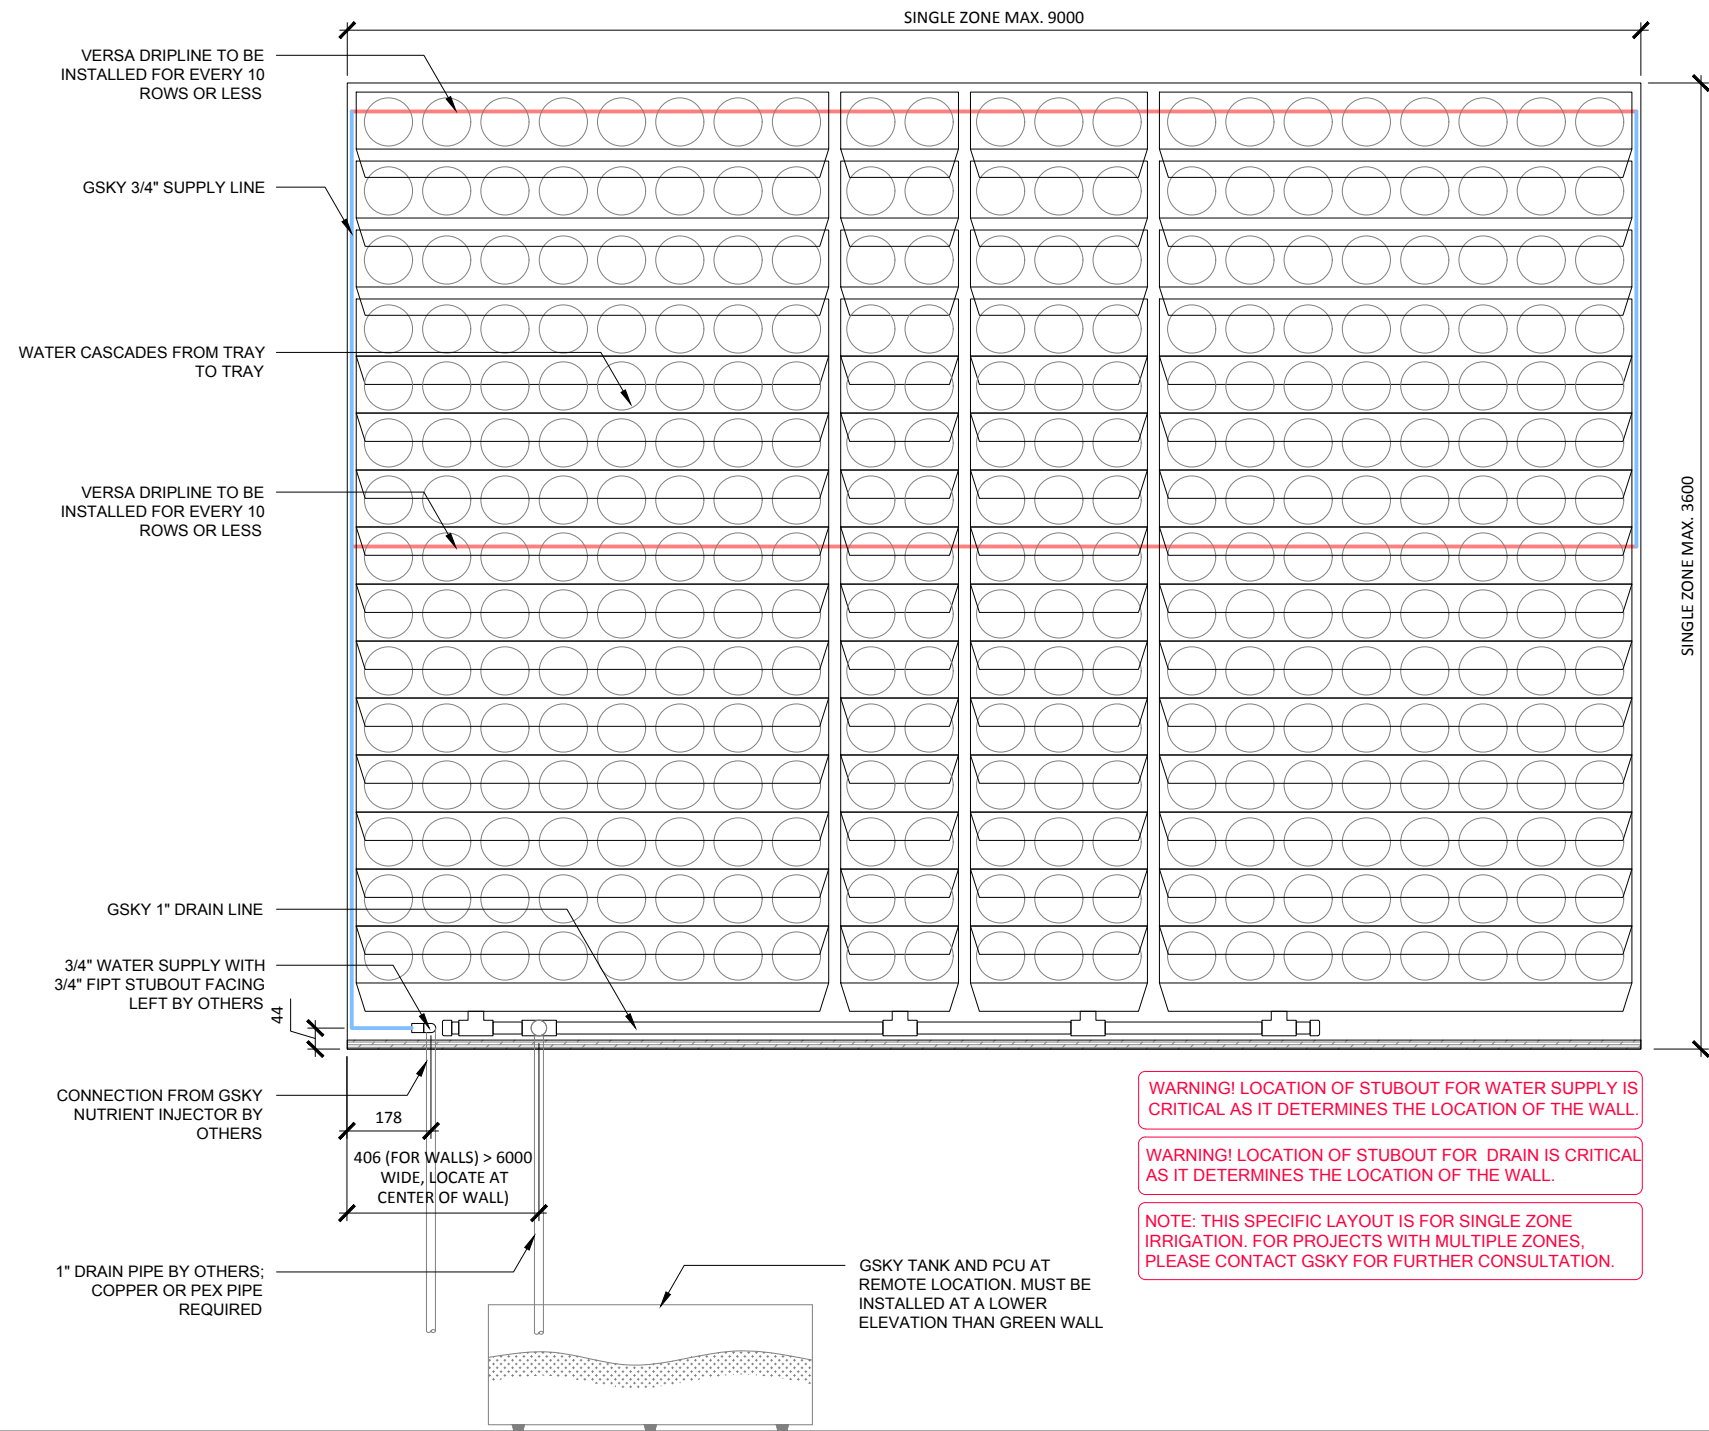 SINGLE ZONE MAX. 9000
VERSA DRIPLINE TO BE
INSTALLED FOR EVERY 10
ROWS OR LESS
GSKY 3/4" SUPPLY LINE
WATER CASCADES FROM TRAY
TO TRAY
VERSA DRIPLINE TO BE
INSTALLED FOR EVERY 10
ROWS OR LESS
SINGLE ZONE MAX. 3600
GSKY 1" DRAIN LINE
3/4" WATER SUPPLY WITH
3/4" FIPT STUBOUT FACING
LEFT BY OTHERS
44
CONNECTION FROM GSKY
NUTRIENT INJECTOR BY
OTHERS
178
406 (FOR WALLS) > 6000
WIDE, LOCATE AT
CENTER OF WALL)
1" DRAIN PIPE BY OTHERS;
COPPER OR PEX PIPE
REQUIRED
GSKY TANK AND PCU AT
REMOTE LOCATION. MUST BE
INSTALLED AT A LOWER
ELEVATION THAN GREEN WALL
WARNING! LOCATION OF STUBOUT FOR WATER SUPPLY IS
CRITICAL AS IT DETERMINES THE LOCATION OF THE WALL.
WARNING! LOCATION OF STUBOUT FOR DRAIN IS CRITICAL
AS IT DETERMINES THE LOCATION OF THE WALL.
NOTE: THIS SPECIFIC LAYOUT IS FOR SINGLE ZONE
IRRIGATION. FOR PROJECTS WITH MULTIPLE ZONES,
PLEASE CONTACT GSKY FOR FURTHER CONSULTATION.